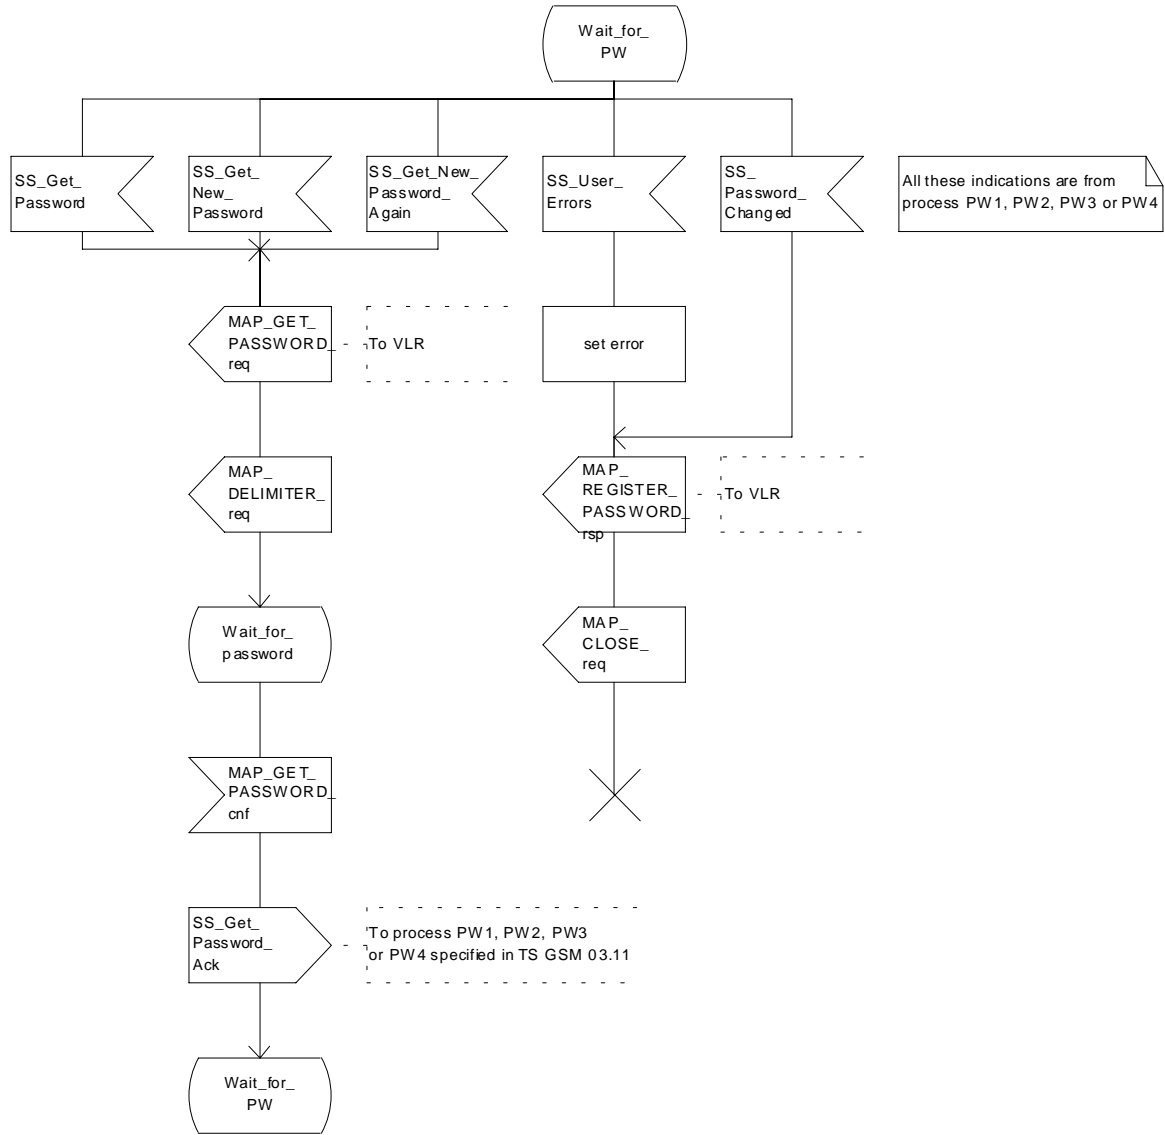 Wait_for_
PW
SS_Get_
Password
SS_Get_
New_
Password
SS_Get_New_
Password_
Again
SS_User_
Errors
SS_
Password_
Changed
All these indications are from
process PW1, PW2, PW3 or PW4
MAP_GET_
PASSWORD_
req
To VLR
set error
MAP_
DELIMITER_
req
MAP_
REGISTER_
PASSWORD_
rsp
To VLR
Wait_for_
password
MAP_
CLOSE_
req
MAP_GET_
PASSWORD_
cnf
SS_Get_
Password_
Ack
To process PW1, PW2, PW3
or PW4 specified in TS GSM 03.11
Wait_for_
PW